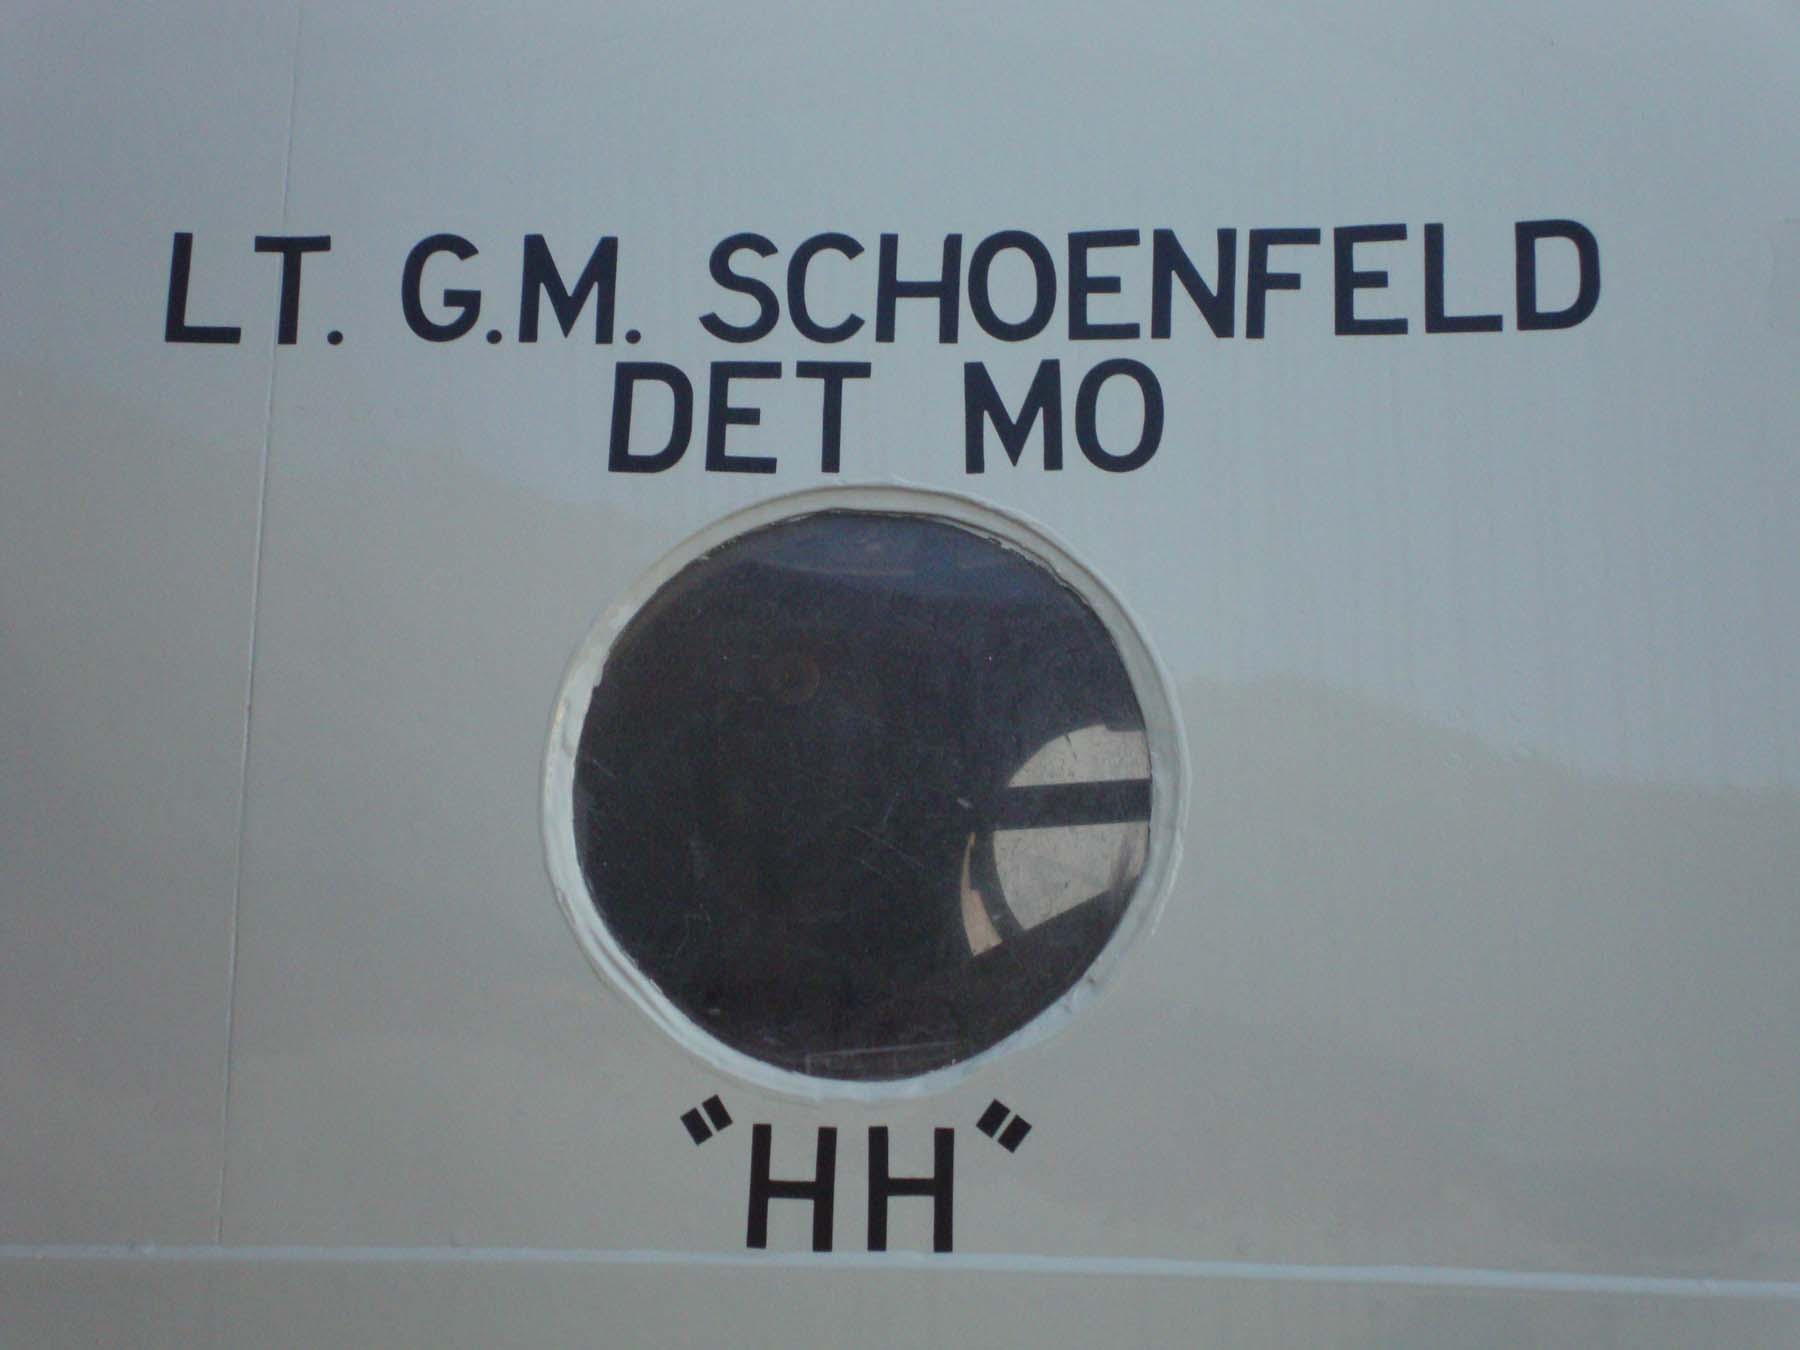 LT. G.M. SCHOENFELD
DET MO
"HH"